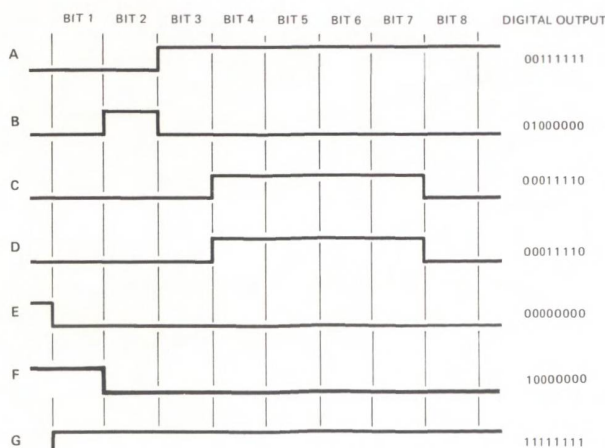 BIT 1 BIT 2 BIT 3 BIT 4 BIT 5 BIT 6 BIT 7 BIT 8 DIGITAL OUTPUT
A 00111111
B 01000000
C 00011110
D 00011110
E 00000000
F 10000000
G 11111111